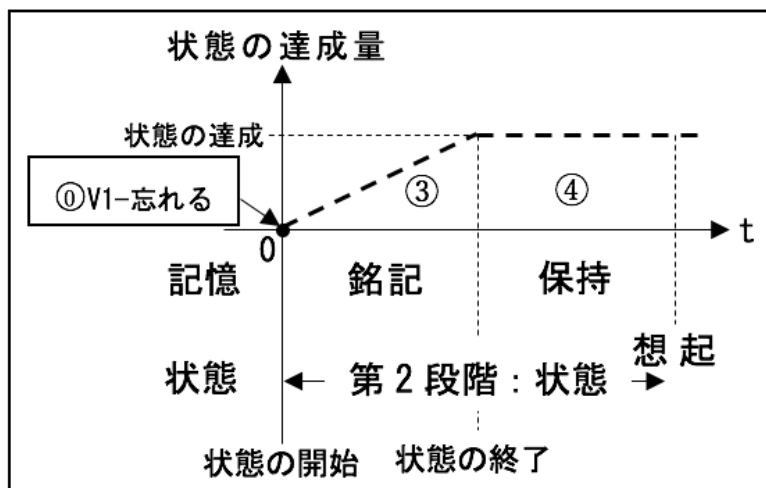 状態の達成量
状態の達成
⓪V1−忘れる
③
④
0
t
記憶
銘記
保持
想起
状態
第２段階：状態
状態の開始
状態の終了